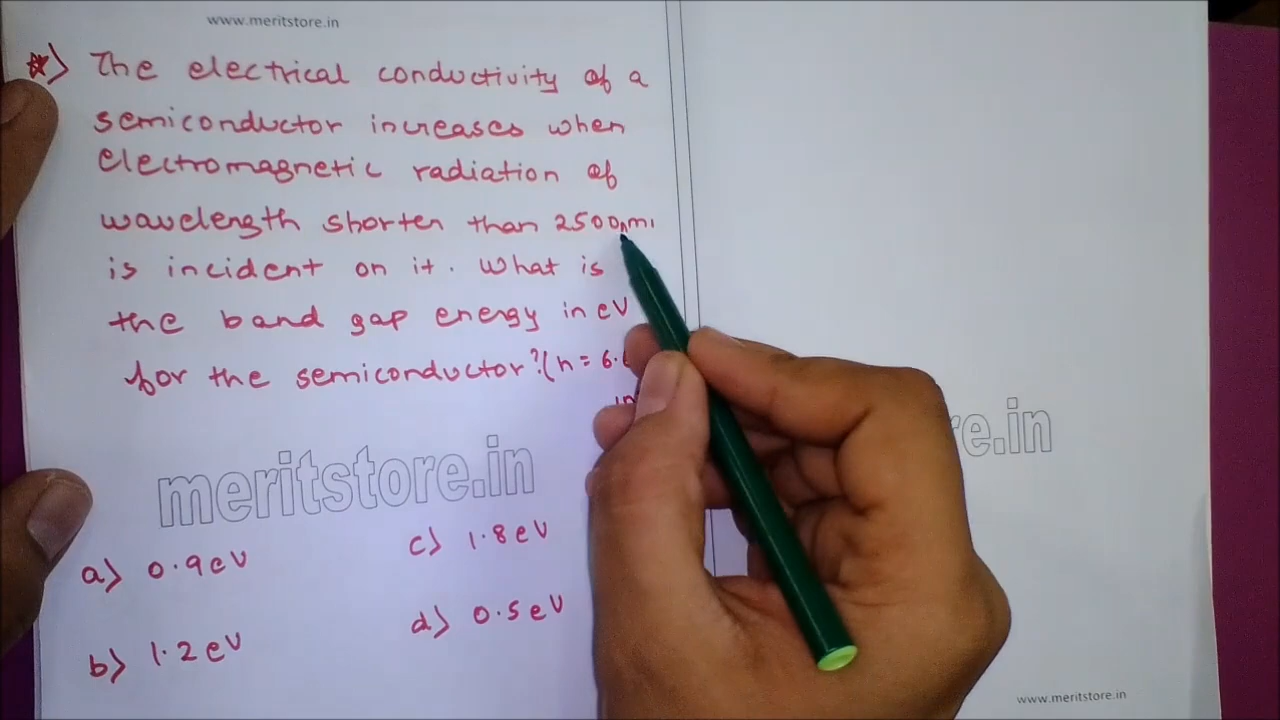 www.meritstore.in
The electrical conductivity of a
semiconductor increases when
electromagnetic radiation of
wavelength shorter than 2500nm
is incident on it. What is
the band gap energy in eV
for the semiconductor? (h = 6.
meritstore.in
a) 0.9eV
c) 1.8eV
b) 1.2eV
d) 0.5eV
re.in
www.meritstore.in